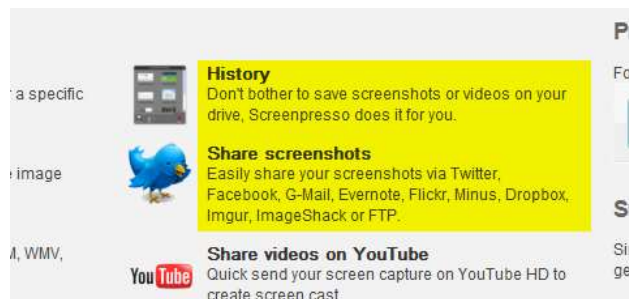 a specific
image
M, WMV,
History
Don't bother to save screenshots or videos on your
drive, Screenpresso does it for you.
Share screenshots
Easily share your screenshots via Twitter,
Facebook, G-Mail, Evernote, Flickr, Minus, Dropbox,
Imgur, ImageShack or FTP.
You Tube
Share videos on YouTube
Quick send your screen capture on YouTube HD to
create screen cast